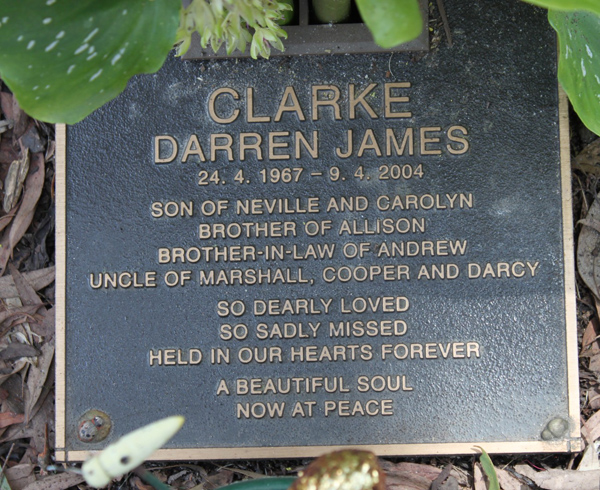 CLARKE
DARREN JAMES
24. 4. 1967 – 9. 4. 2004
SON OF NEVILLE AND CAROLYN
BROTHER OF ALLISON
BROTHER-IN-LAW OF ANDREW
UNCLE OF MARSHALL, COOPER AND DARCY
SO DEARLY LOVED
SO SADLY MISSED
HELD IN OUR HEARTS FOREVER
A BEAUTIFUL SOUL
NOW AT PEACE